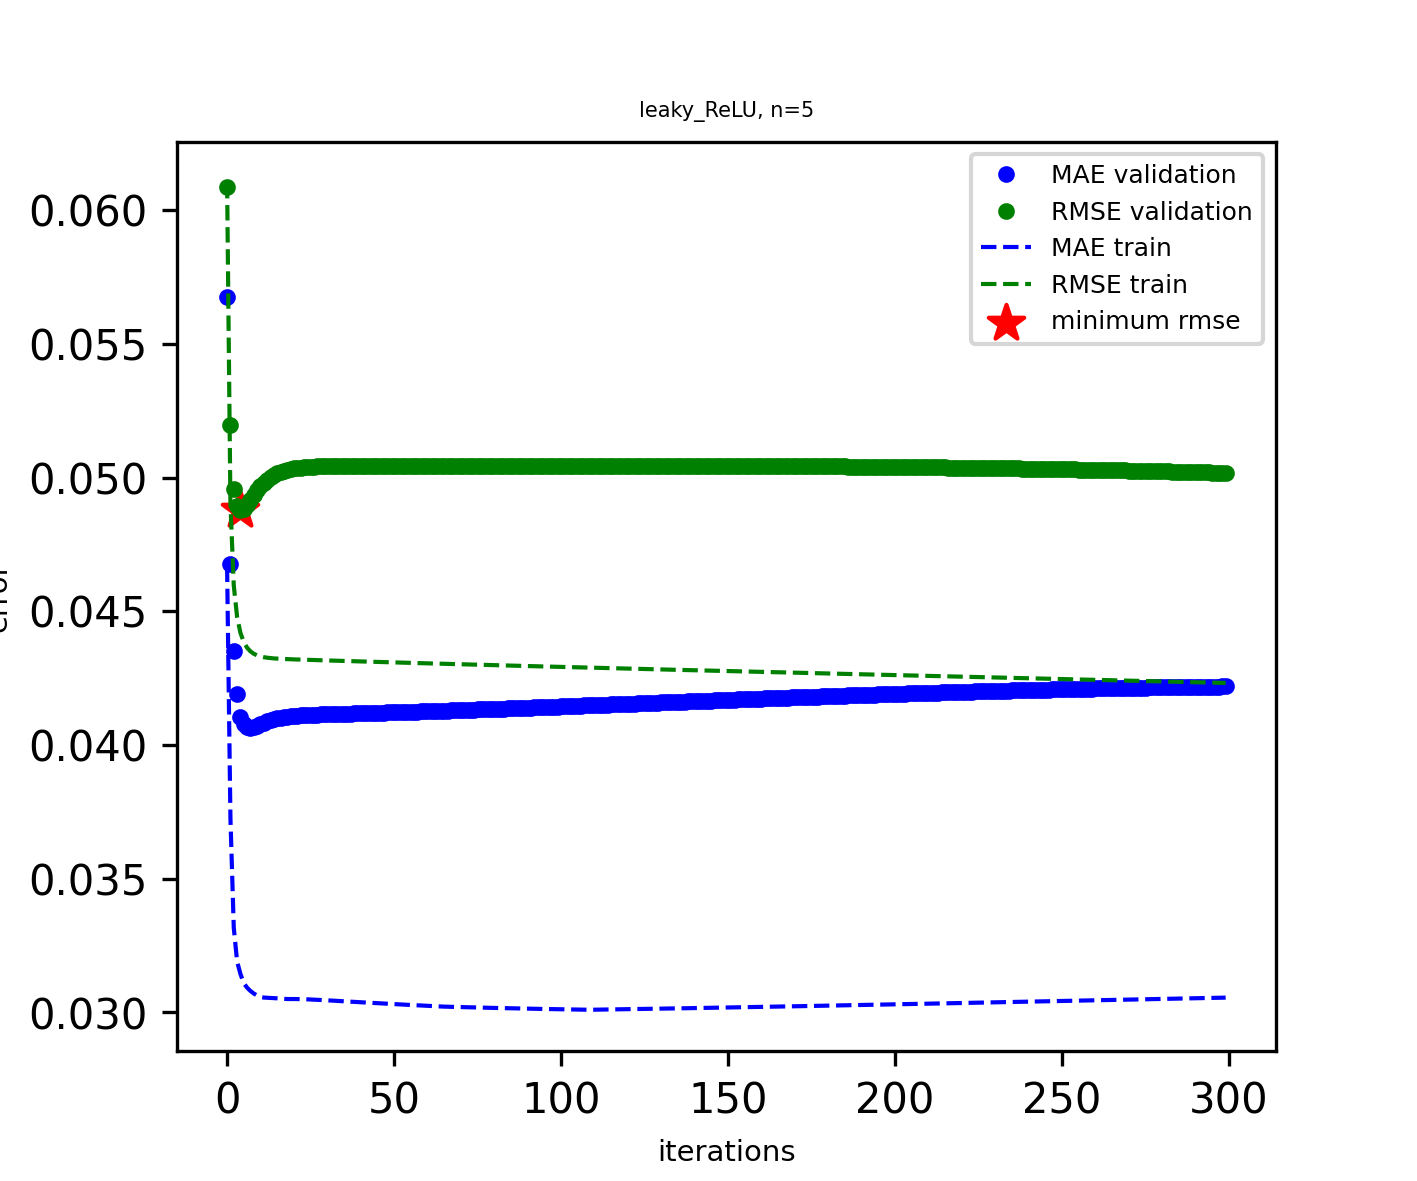 leaky_ReLU, n=5
0.060
0.055
0.050
0.045
0.040
0.035
0.030
MAE validation
RMSE validation
MAE train
RMSE train
minimum rmse
0 50 100 150 200 250 300
iterations